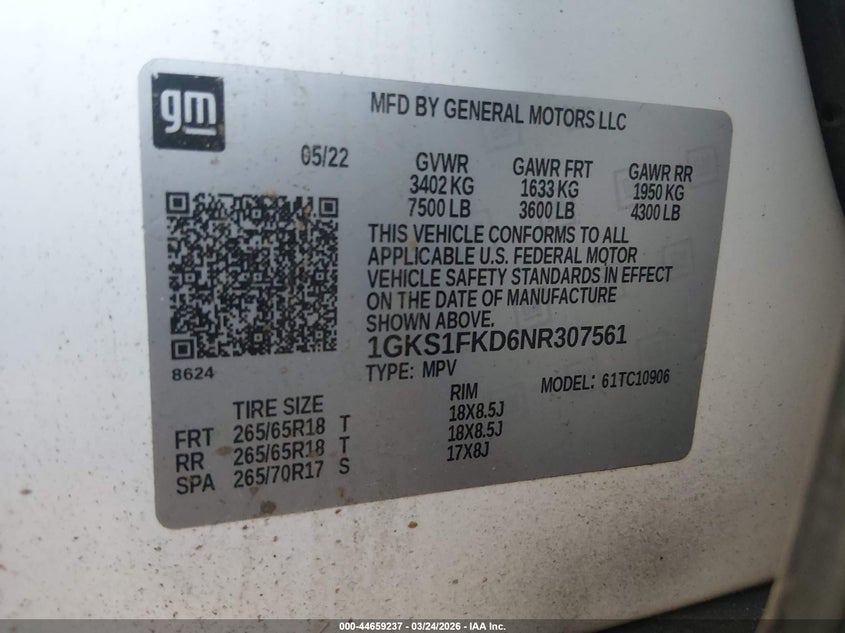 gm
MFD BY GENERAL MOTORS LLC
05/22
GVWR GAWR FRT GAWR RR
3402 KG 1633 KG 1950 KG
7500 LB 3600 LB 4300 LB
THIS VEHICLE CONFORMS TO ALL
APPLICABLE U.S. FEDERAL MOTOR
VEHICLE SAFETY STANDARDS IN EFFECT
ON THE DATE OF MANUFACTURE
SHOWN ABOVE.
1GKS1FKD6NR307561
8624
TYPE: MPV MODEL: 61TC10906
TIRE SIZE RIM
FRT 265/65R18 T 18X8.5J
RR 265/65R18 T 18X8.5J
SPA 265/70R17 S 17X8J
000-44659237 - 03/24/2026 - IAA Inc.